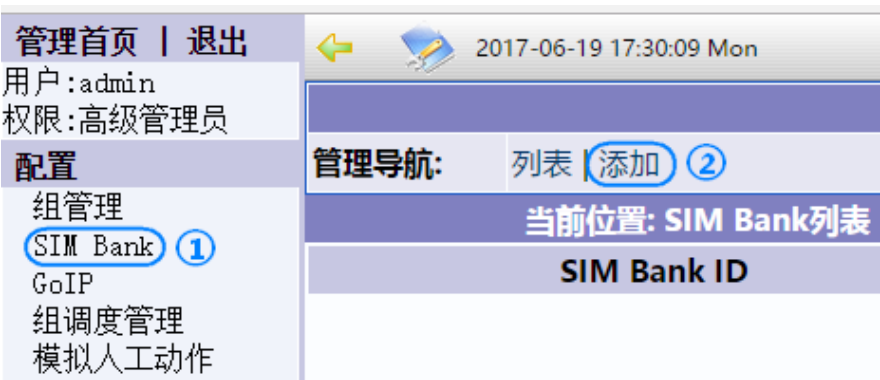 管理首页 | 退出
用户:admin
权限:高级管理员
配置
组管理
SIM Bank ①
GoIP
组调度管理
模拟人工动作
2017-06-19 17:30:09 Mon
管理导航: 列表 | 添加 ②
当前位置: SIM Bank列表
SIM Bank ID